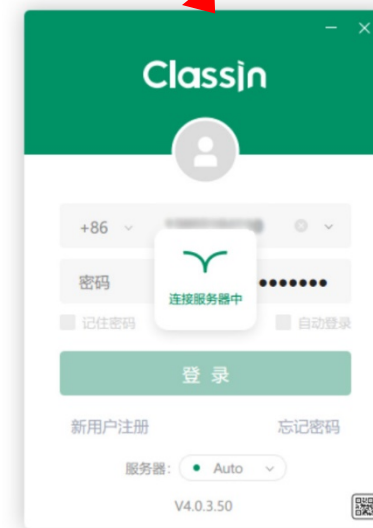 ClassIn
+86
密码 •••••••
连接服务器中
记住密码 自动登录
登 录
新用户注册 忘记密码
服务器: • Auto
V4.0.3.50